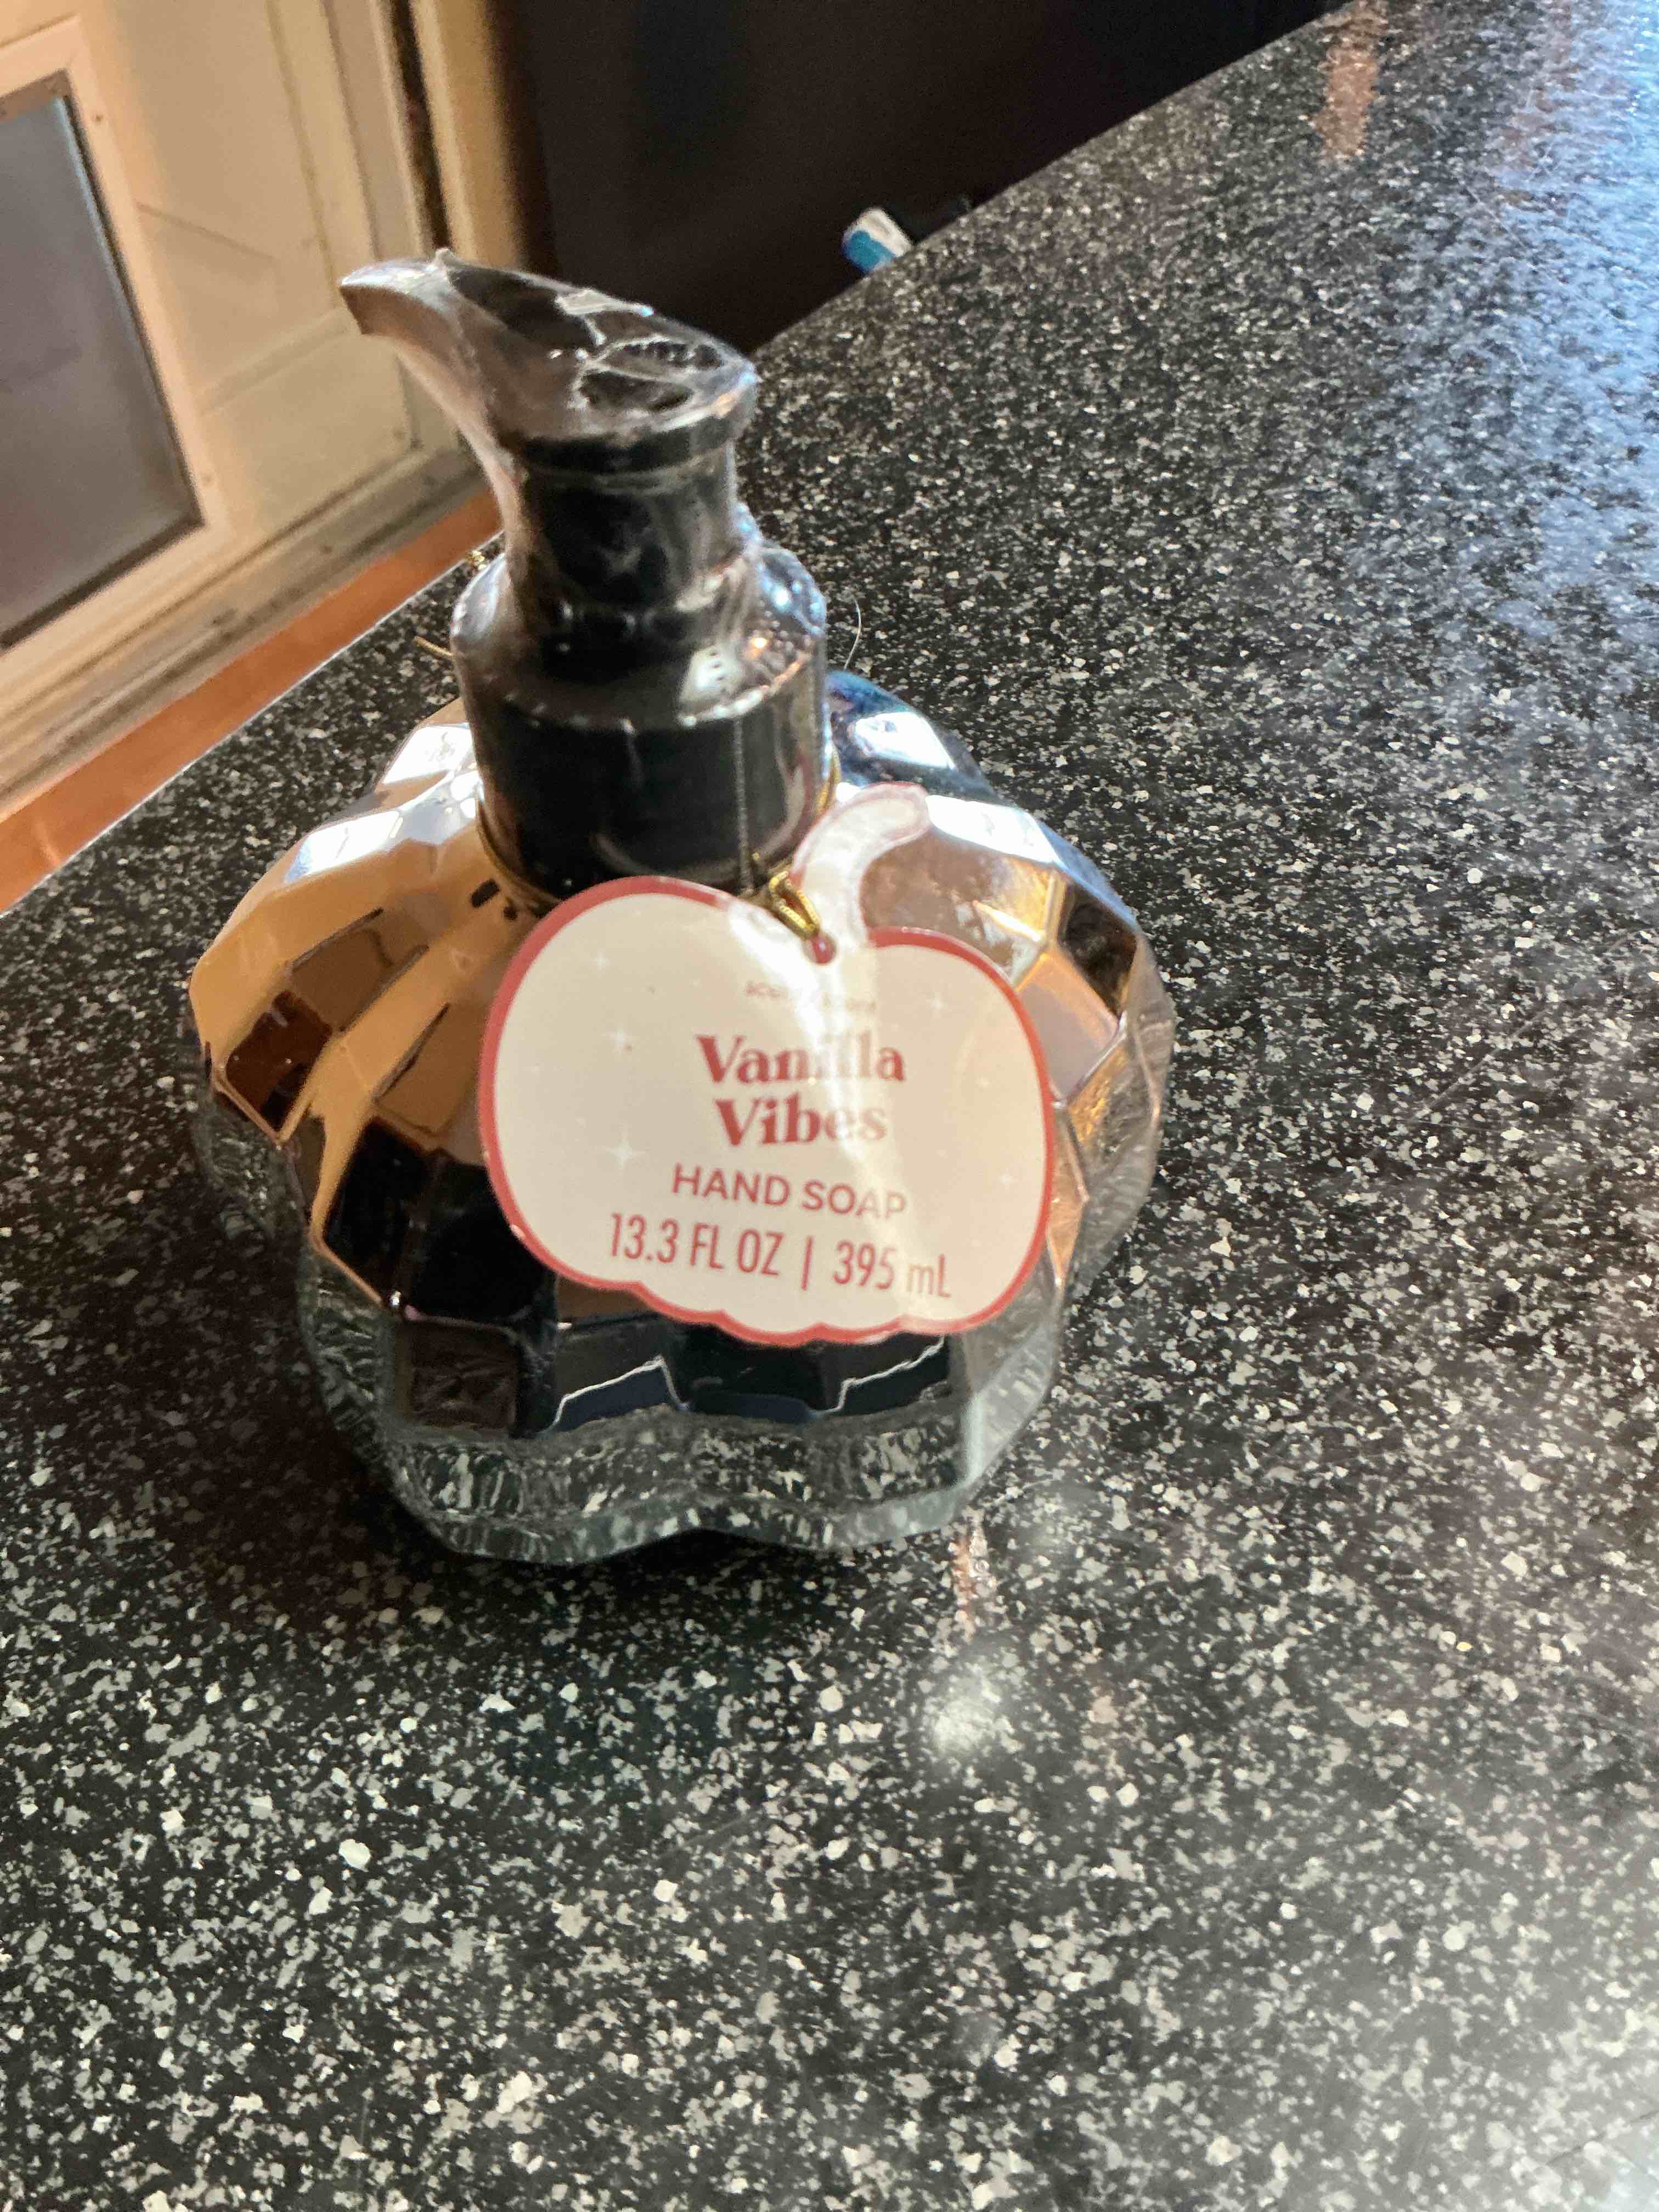 Vanilla
Vibes
HAND SOAP
13.3 FL OZ | 395 mL